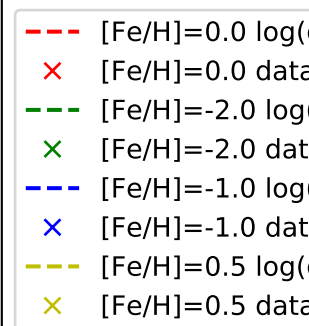 [Fe/H]=0.0 log(
[Fe/H]=0.0 data
[Fe/H]=-2.0 log(
[Fe/H]=-2.0 dat
[Fe/H]=-1.0 log(
[Fe/H]=-1.0 dat
[Fe/H]=0.5 log(
[Fe/H]=0.5 data